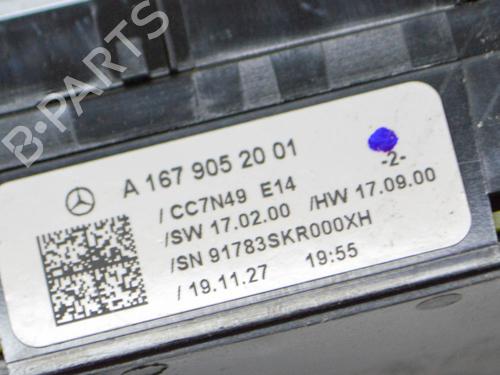 B-PARTS
A 167 905 20 01
-2-
/ CC7N49 E14
/SW 17.02.00 /HW 17.09.00
/SN 91783SKR000XH
/ 19.11.27 19:55